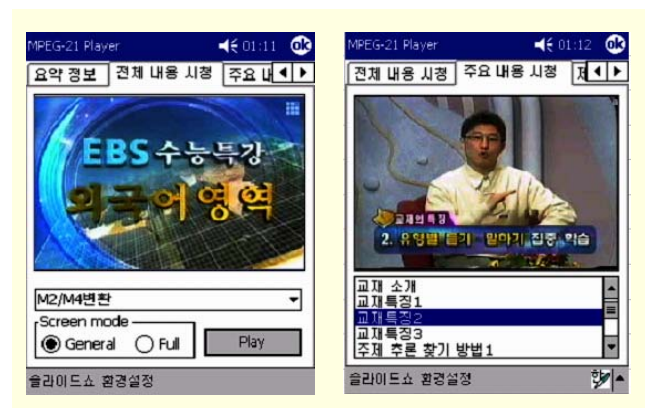 MPEG-21 Player 01:11 ok
요약 정보 전체 내용 시청 주요 내
EBS 수능특강
외국어영역
M2/M4변환
Screen mode
General Full Play
슬라이드쇼 환경설정
MPEG-21 Player 01:12 ok
전체 내용 시청 주요 내용 시청
교재의 특징
2. 유형별 듣기 말하기 집중 학습
교재 소개
교재특징1
교재특징2
교재특징3
주제 추론 찾기 방법1
슬라이드쇼 환경설정 한